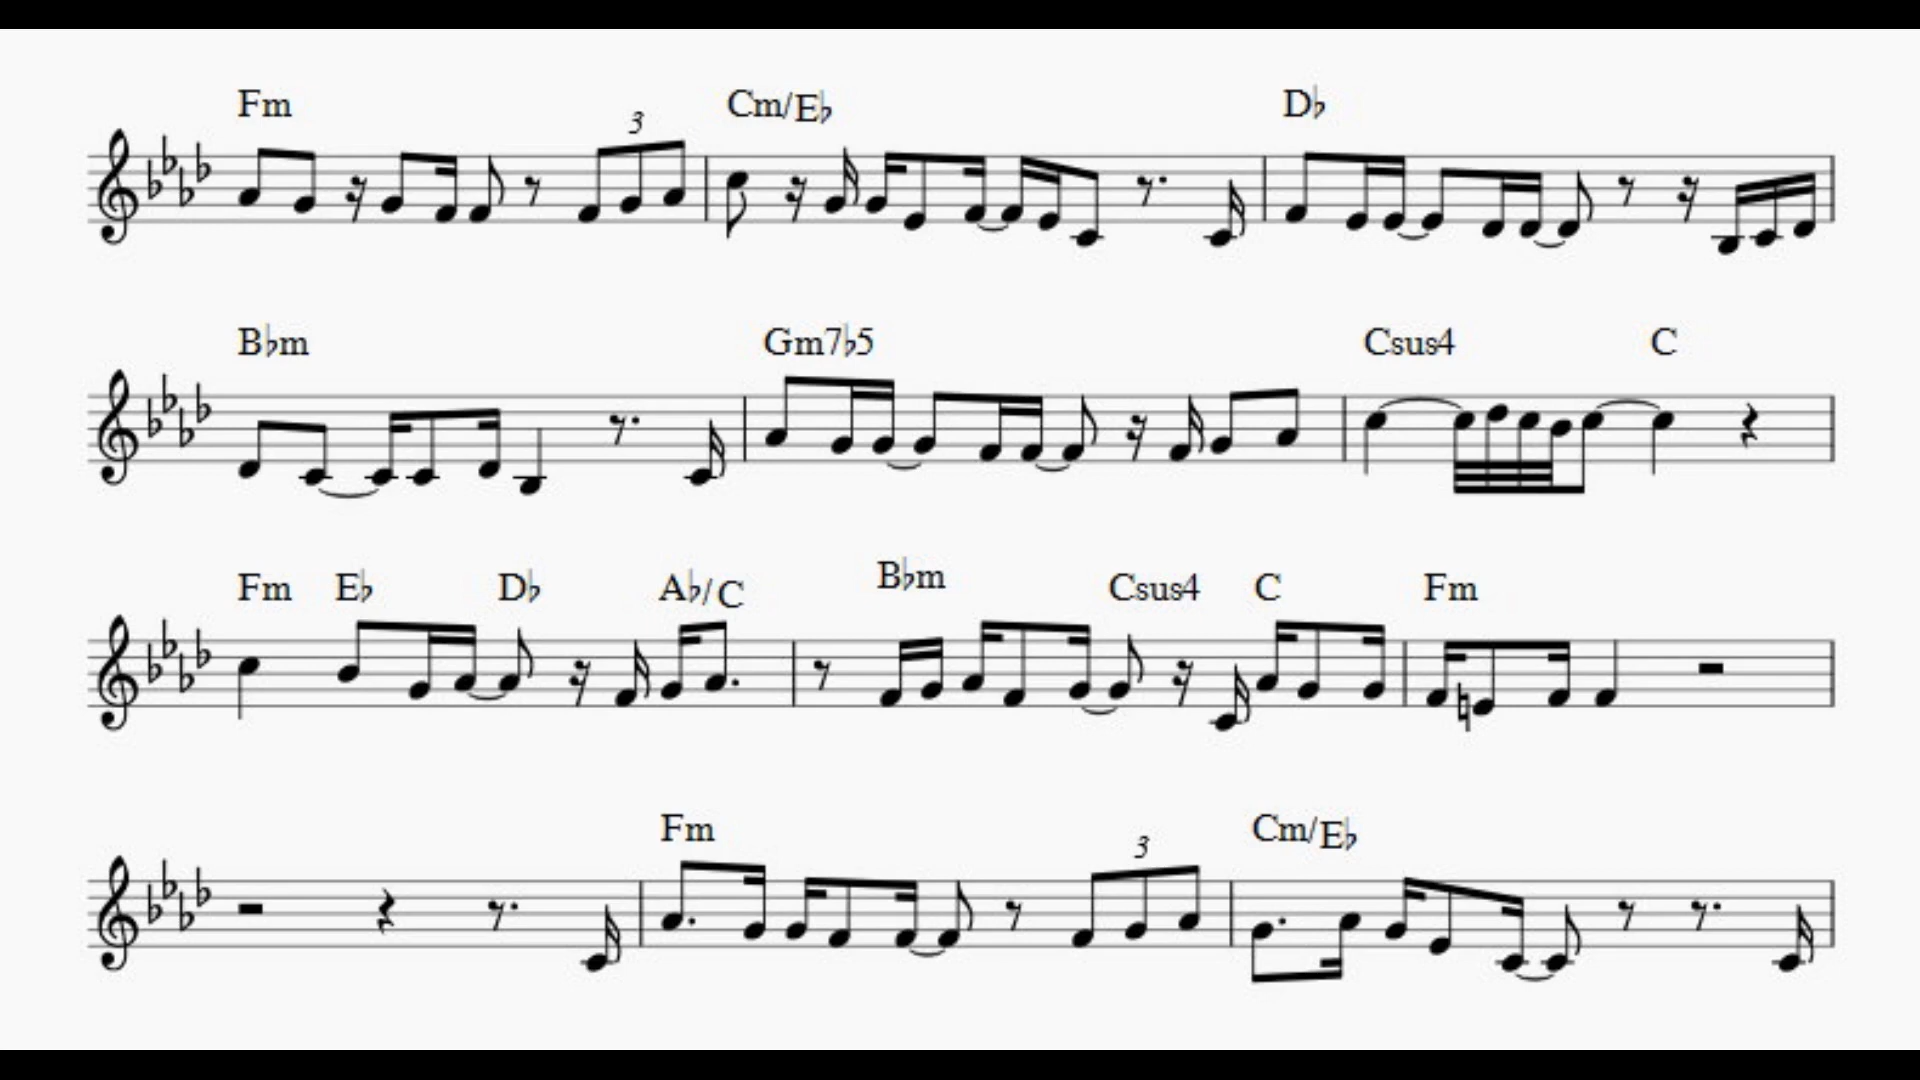 Fm 3 Cm/E♭ D♭
B♭m Gm7♭5 Csus4 C
Fm E♭ D♭ A♭/C B♭m Csus4 C Fm
Fm 3 Cm/E♭